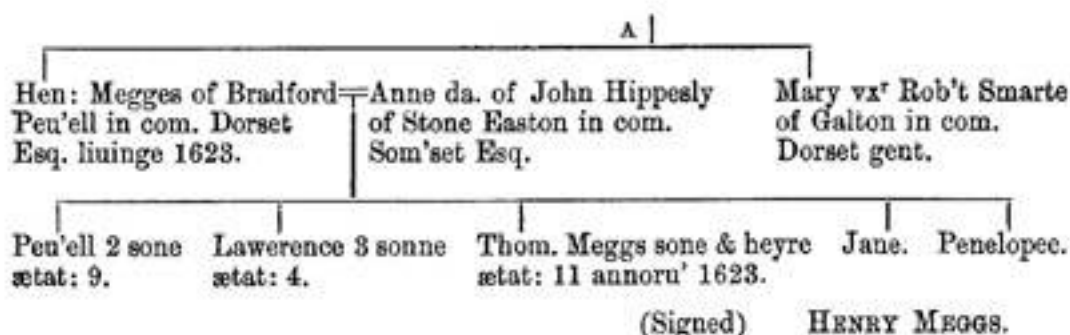 A
Hen: Megges of Bradford
Peu'ell in com. Dorset
Esq. liuinge 1623.
Anne da. of John Hippesly
of Stone Easton in com.
Som'set Esq.
Mary vxʳ Rob't Smarte
of Galton in com.
Dorset gent.
Peu'ell 2 sone
ætat: 9.
Lawerence 3 sonne
ætat: 4.
Thom. Meggs sone & heyre
ætat: 11 annoru' 1623.
Jane.
Penelopee.
(Signed) HENRY MEGGS.